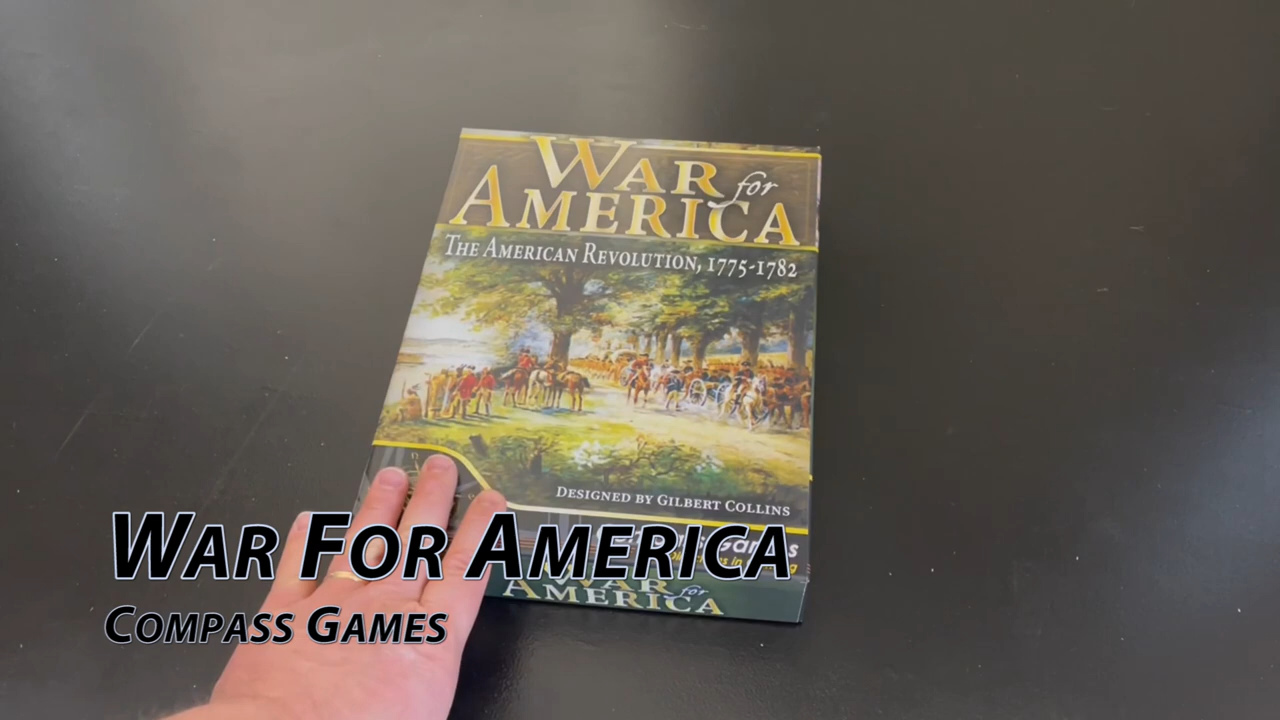 War for
America
The American Revolution, 1775-1782
Designed by Gilbert Collins
War For America
War for
America
Compass Games